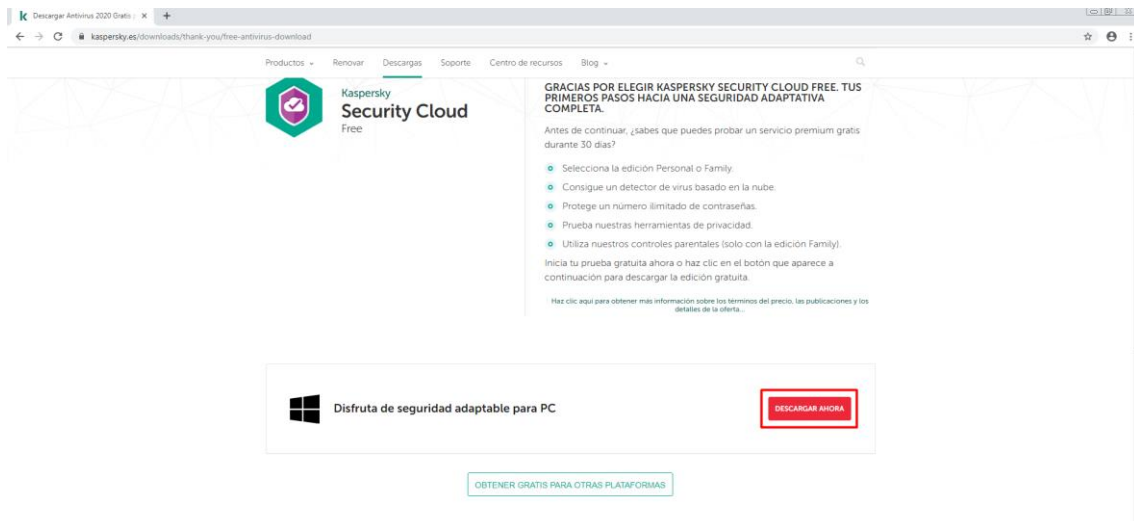 Descargar Antivirus 2020 Gratis
kaspersky.es/downloads/thank-you/free-antivirus-download
Productos Renovar Descargas Soporte Centro de recursos Blog
Kaspersky
Security Cloud
Free
GRACIAS POR ELEGIR KASPERSKY SECURITY CLOUD FREE. TUS
PRIMEROS PASOS HACIA UNA SEGURIDAD ADAPTATIVA
COMPLETA.
Antes de continuar, ¿sabes que puedes probar un servicio premium gratis
durante 30 días?
Selecciona la edición Personal o Family.
Consigue un detector de virus basado en la nube.
Protege un número ilimitado de contraseñas.
Prueba nuestras herramientas de privacidad.
Utiliza nuestros controles parentales (solo con la edición Family).
Inicia tu prueba gratuita ahora o haz clic en el botón que aparece a
continuación para descargar la edición gratuita.
Haz clic aquí para obtener más información sobre los términos del precio, las publicaciones y los
detalles de la oferta...
Disfruta de seguridad adaptable para PC
DESCARGAR AHORA
OBTENER GRATIS PARA OTRAS PLATAFORMAS